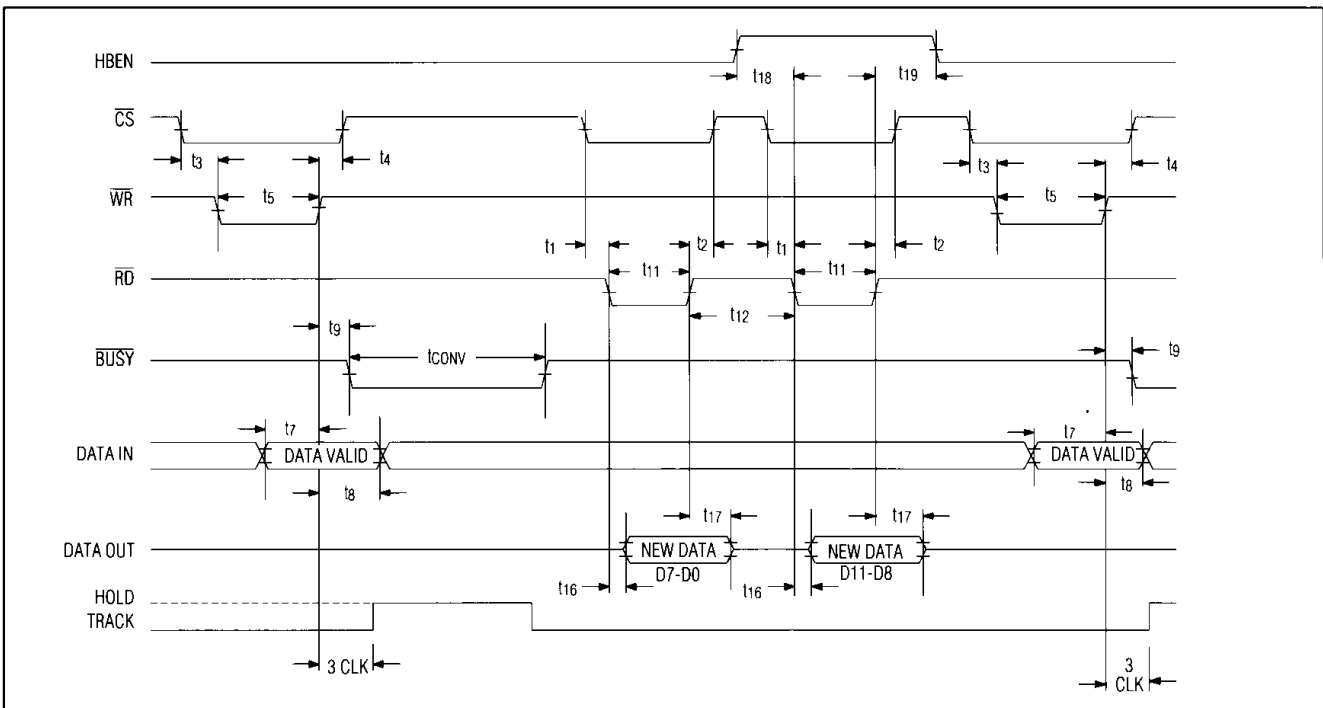 HBEN
t18
t19
CS
t3
t4
t3
t4
WR
t5
t5
t1
t2
t1
t2
RD
t11
t11
t12
t9
tCONV
t9
BUSY
t7
t7
DATA IN
DATA VALID
DATA VALID
t8
t8
t17
t17
DATA OUT
NEW DATA
D7-D0
NEW DATA
D11-D8
t16
t16
HOLD
TRACK
3 CLK
3
CLK